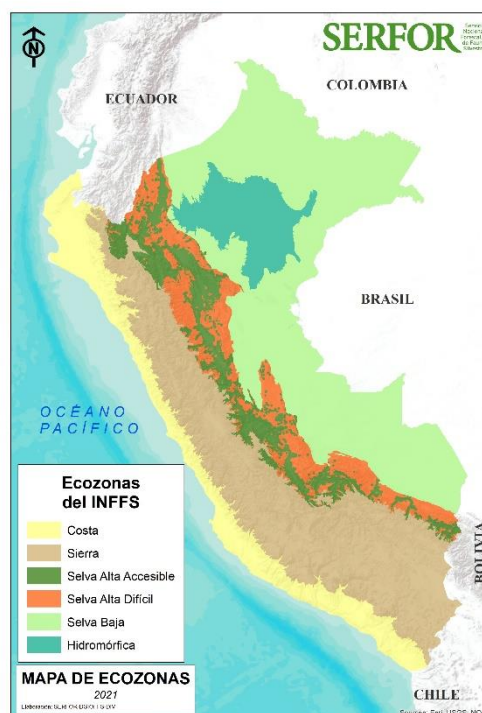 SERFOR
N
COLOMBIA
ECUADOR
BRASIL
OCÉANO
PACÍFICO
Ecozonas
del INFFS
Costa
Sierra
Selva Alta Accesible
Selva Alta Difícil
Selva Baja
Hidromórfica
BOLIVIA
MAPA DE ECOZONAS
2021
CHILE